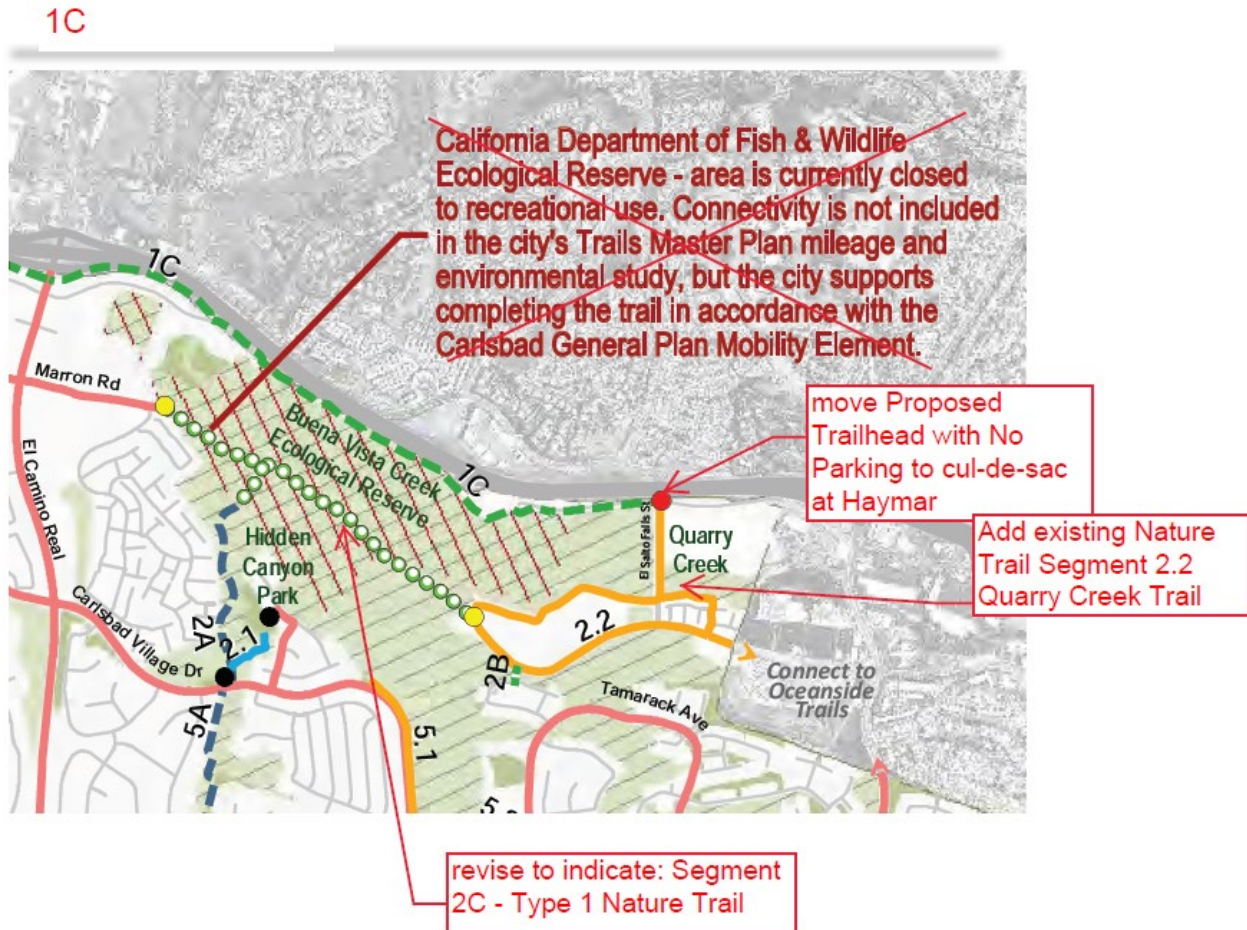 1C
California Department of Fish & Wildlife
Ecological Reserve - area is currently closed
to recreational use. Connectivity is not included
in the city's Trails Master Plan mileage and
environmental study, but the city supports
completing the trail in accordance with the
Carlsbad General Plan Mobility Element.
1C
Marron Rd
Buena Vista Creek
Ecological Reserve
1C
move Proposed
Trailhead with No
Parking to cul-de-sac
at Haymar
El Camino Real
El Salto Falls St
Quarry
Creek
Add existing Nature
Trail Segment 2.2
Quarry Creek Trail
Hidden
Canyon
Park
2A
2.1
Carlsbad Village Dr
2.2
2B
Connect to
Oceanside
Trails
Tamarack Ave
5A
5.1
revise to indicate: Segment
2C - Type 1 Nature Trail